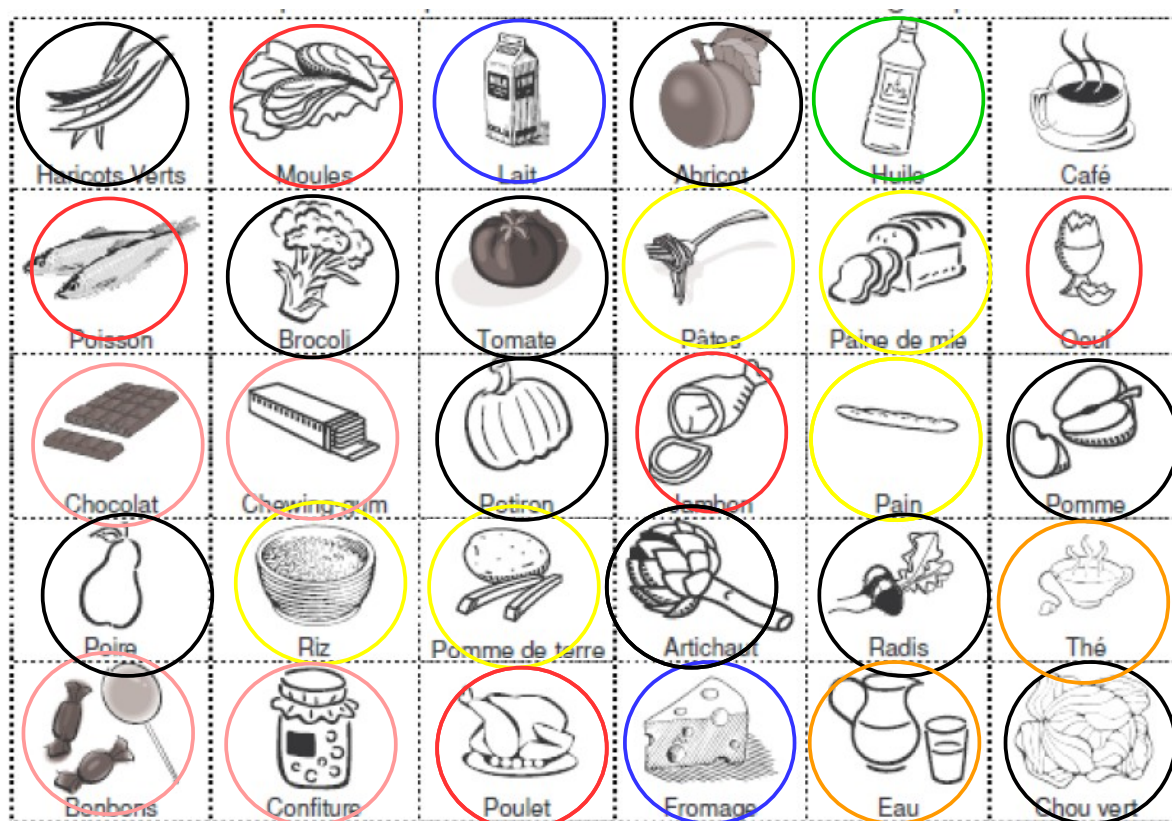 Haricots Verts Moules Lait Abricot Huile Café
Poisson Brocoli Tomate Pâtes Paine de mie Oeuf
Chocolat Chewing-gum Potiron Jambon Pain Pomme
Poire Riz Pomme de terre Artichaut Radis Thé
Bonbons Confiture Poulet Fromage Eau Chou vert